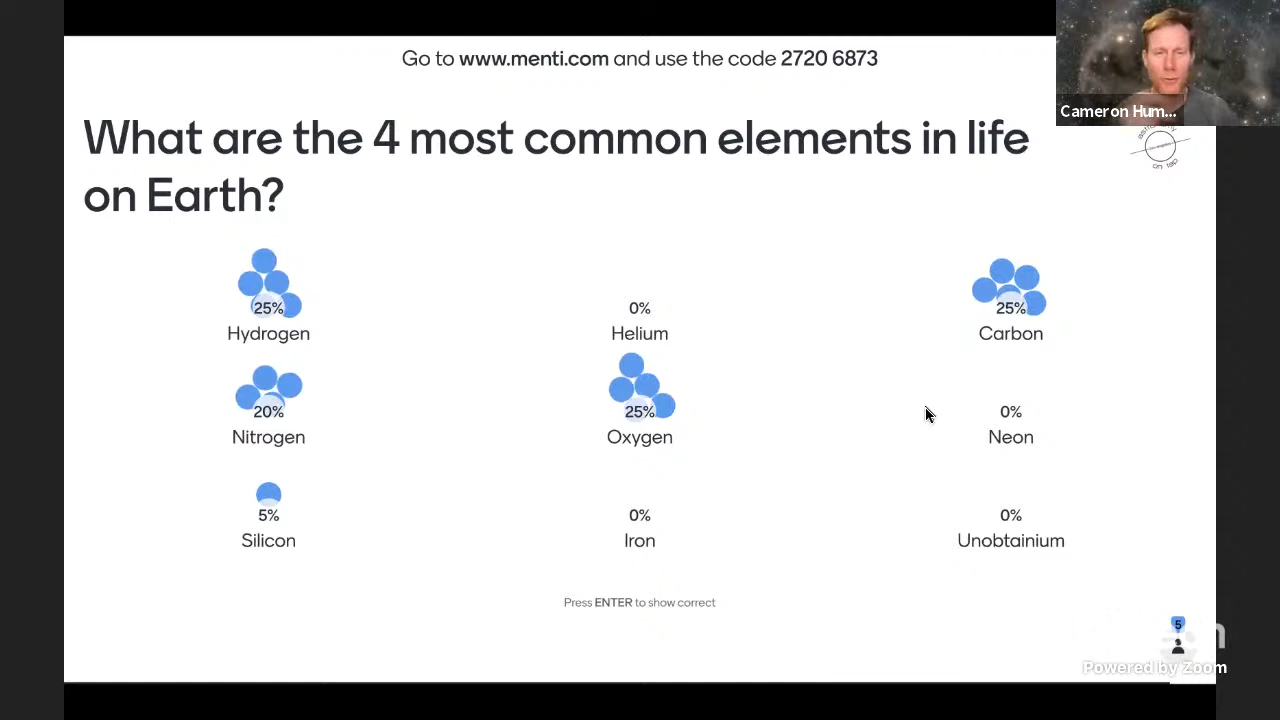 Go to www.menti.com and use the code 2720 6873
Cameron Hum...
What are the 4 most common elements in life
on Earth?
on tap
25%
Hydrogen
0%
Helium
25%
Carbon
20%
Nitrogen
25%
Oxygen
0%
Neon
5%
Silicon
0%
Iron
0%
Unobtainium
Press ENTER to show correct
5
Powered by Zoom